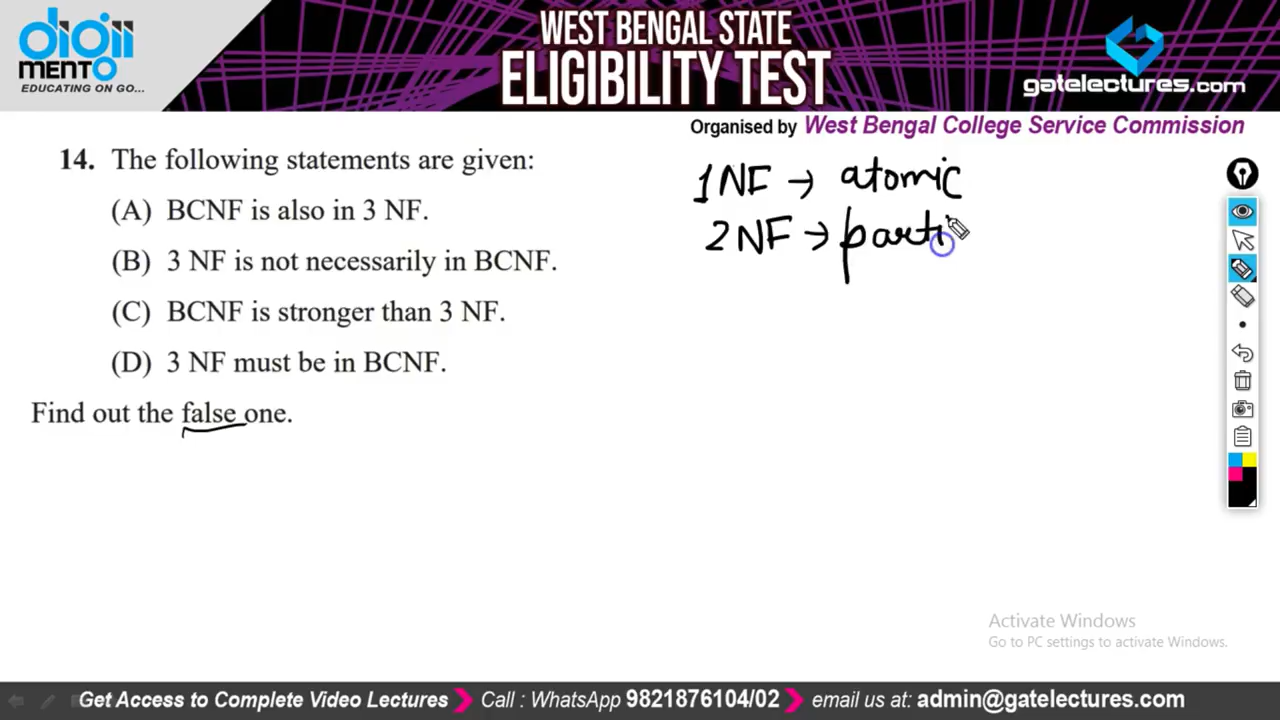 digii
MENTO
EDUCATING ON GO...
WEST BENGAL STATE
ELIGIBILITY TEST
gatelectures.com
Organised by West Bengal College Service Commission
14. The following statements are given:
(A) BCNF is also in 3 NF.
(B) 3 NF is not necessarily in BCNF.
(C) BCNF is stronger than 3 NF.
(D) 3 NF must be in BCNF.
Find out the false one.
1NF → atomic
2NF → parti
Activate Windows
Go to PC settings to activate Windows.
Get Access to Complete Video Lectures Call : WhatsApp 9821876104/02 email us at: admin@gatelectures.com